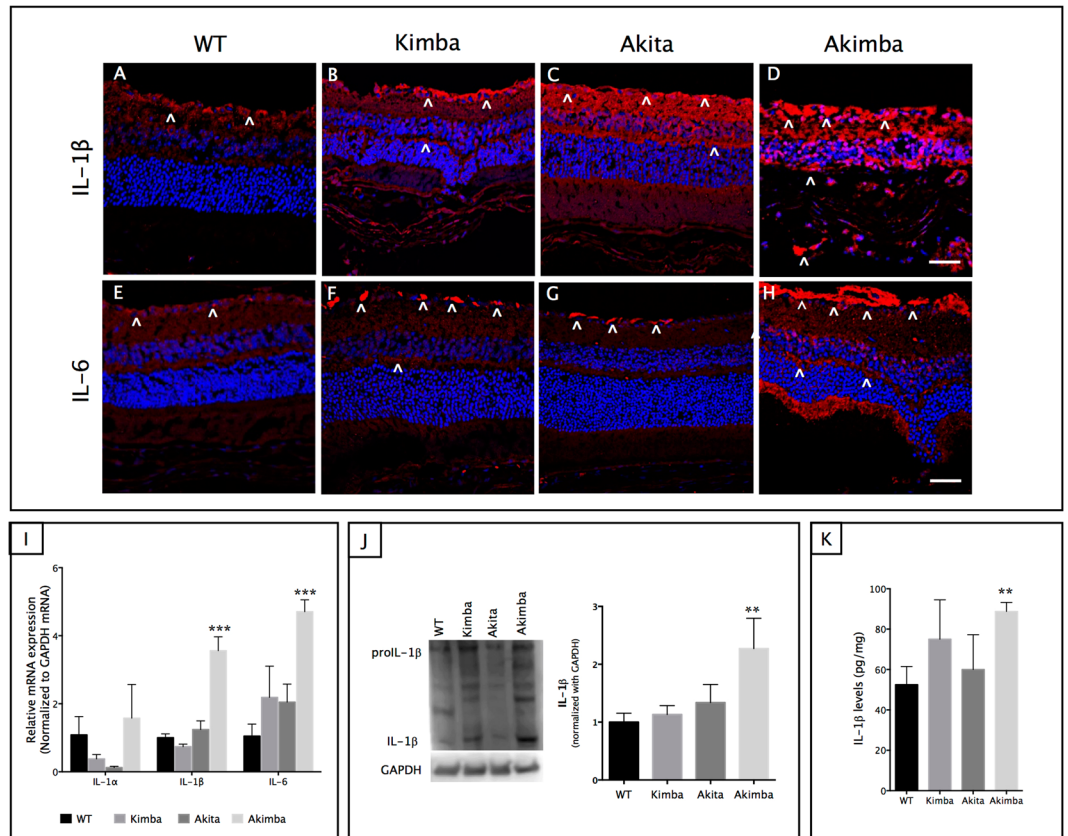 WT Kimba Akita Akimba
IL-1β
A ^ ^
B ^ ^ ^
C ^ ^ ^ ^
D ^ ^ ^ ^ ^
IL-6
E ^ ^
F ^ ^ ^ ^ ^
G ^ ^ ^ ^
H ^ ^ ^ ^ ^ ^
I
Relative mRNA expression
(Normalized to GAPDH mRNA)
6
4
2
0
***
***
IL-1α IL-1β IL-6
WT Kimba Akita Akimba
J
WT Kimba Akita Akimba
proIL-1β
IL-1β
GAPDH
IL-1β
(normalized with GAPDH)
3
2
1
0
**
WT Kimba Akita Akimba
K
IL-1β levels (pg/mg)
100
80
60
40
20
0
**
WT Kimba Akita Akimba